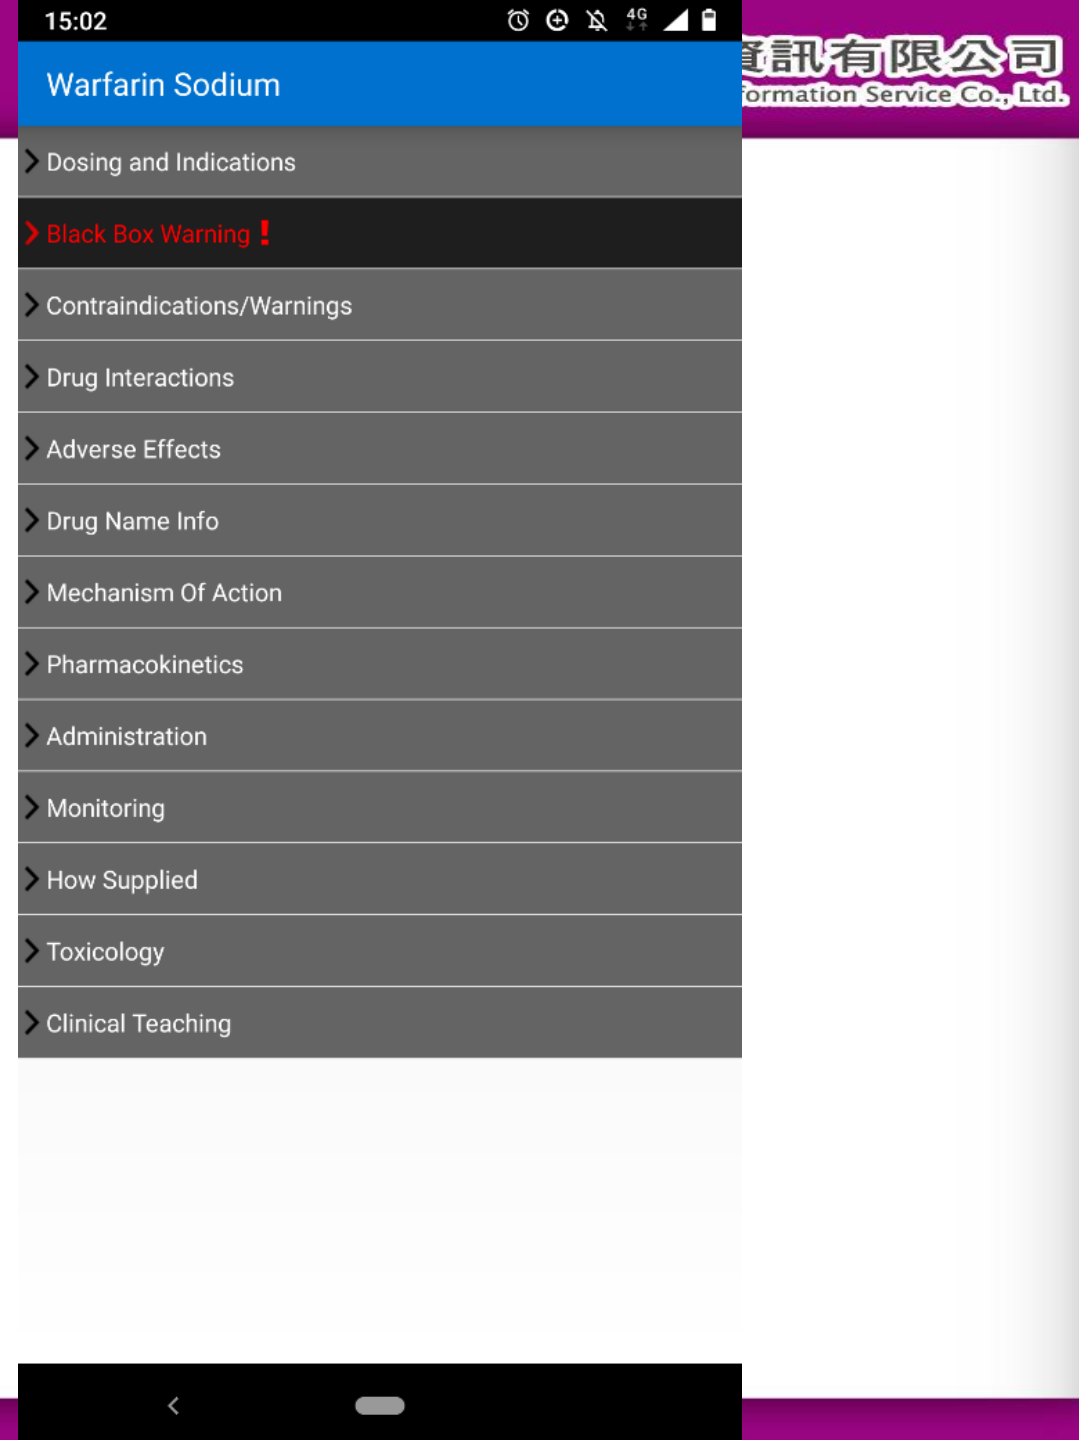 15:02
4G
資訊有限公司
formation Service Co., Ltd.
Warfarin Sodium
Dosing and Indications
Black Box Warning !
Contraindications/Warnings
Drug Interactions
Adverse Effects
Drug Name Info
Mechanism Of Action
Pharmacokinetics
Administration
Monitoring
How Supplied
Toxicology
Clinical Teaching